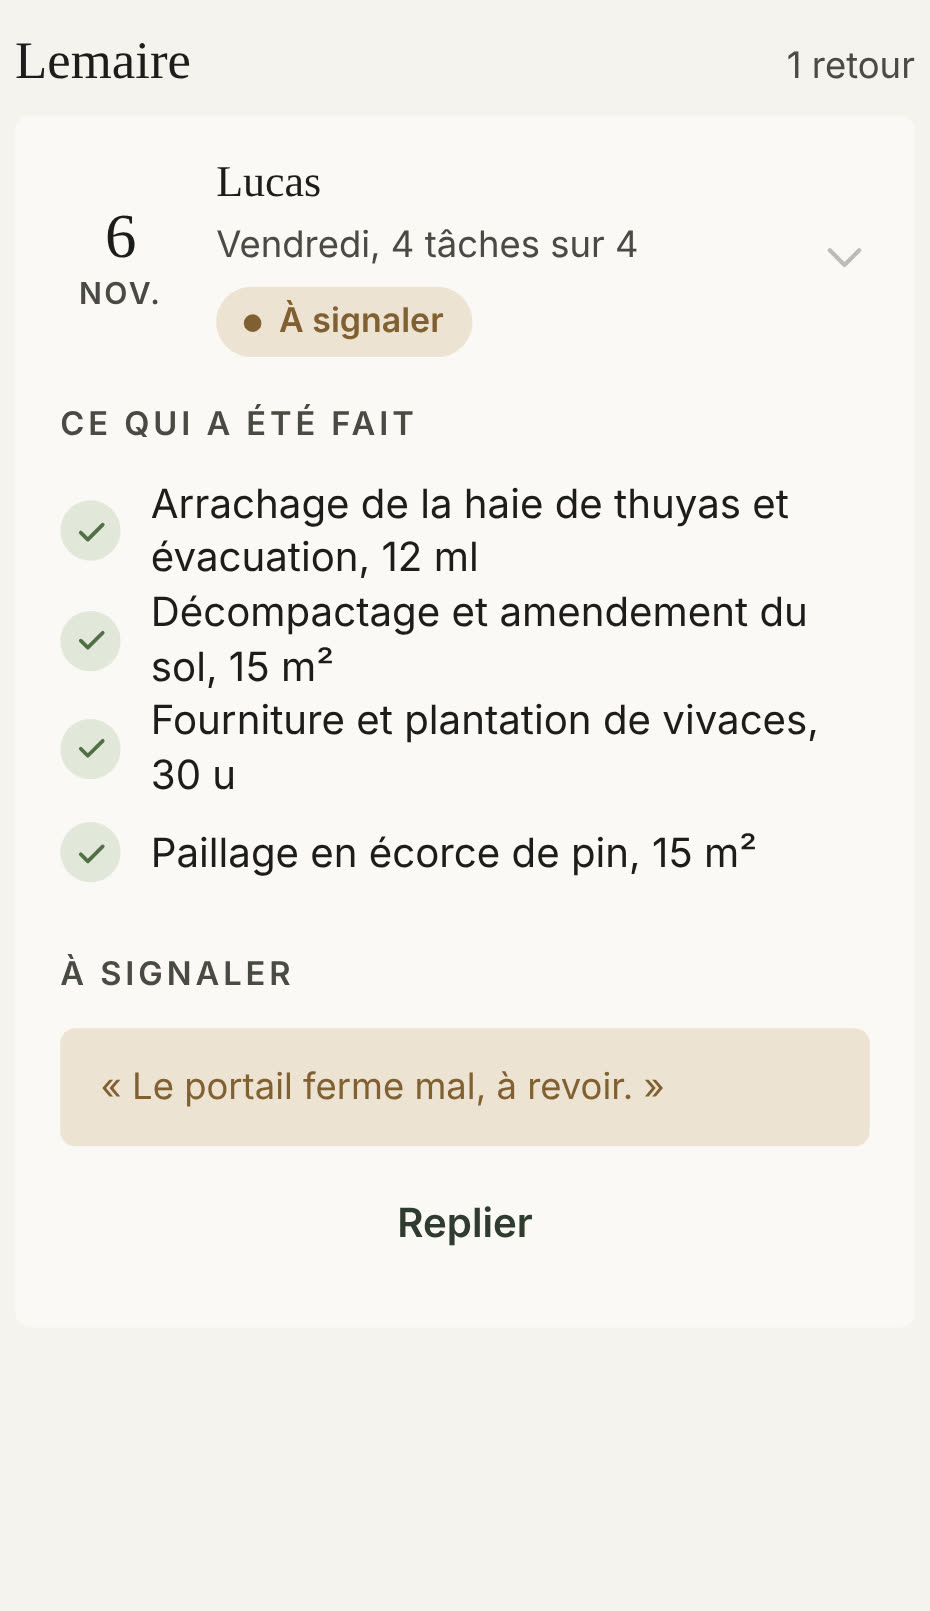 Lemaire
1 retour
Lucas
6
NOV.
Vendredi, 4 tâches sur 4
À signaler
CE QUI A ÉTÉ FAIT
Arrachage de la haie de thuyas et
évacuation, 12 ml
Décompactage et amendement du
sol, 15 m²
Fourniture et plantation de vivaces,
30 u
Paillage en écorce de pin, 15 m²
À SIGNALER
« Le portail ferme mal, à revoir. »
Replier